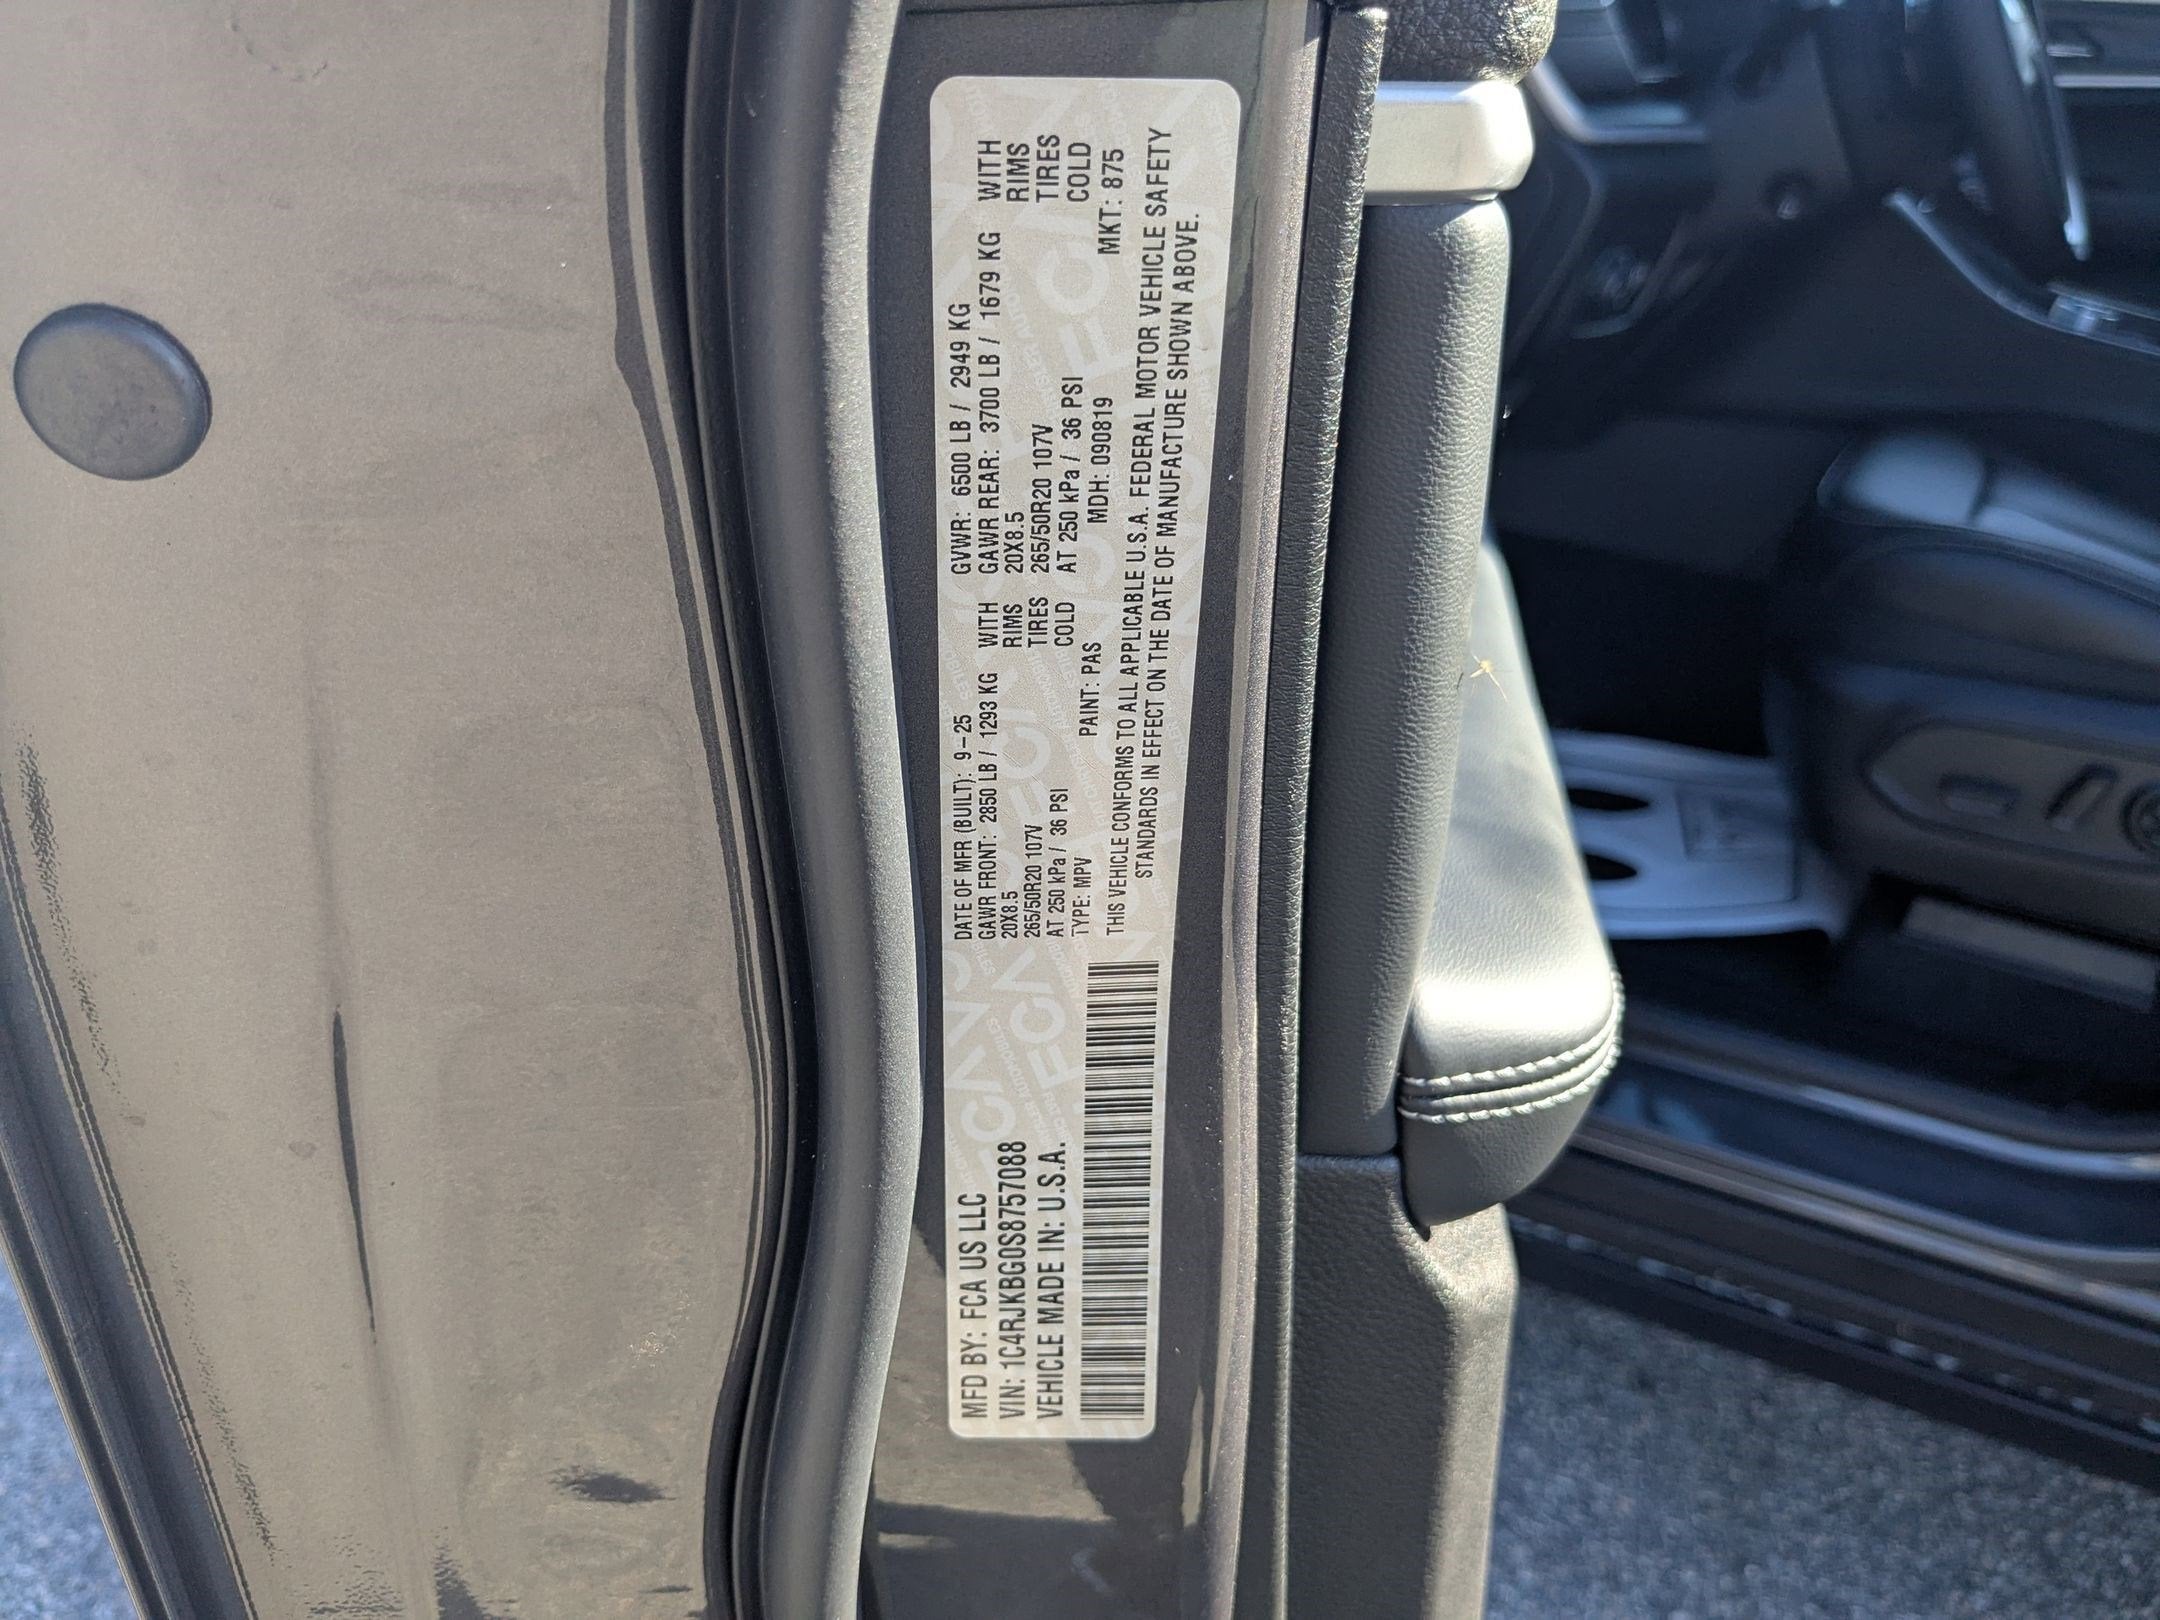 MFD BY: FCA US LLC
VIN: 1C4RJKBG0S8757088
VEHICLE MADE IN: U.S.A.
DATE OF MFR (BUILT): 9-25 GVWR: 6500 LB / 2949 KG
GAWR FRONT: 2850 LB / 1293 KG WITH GAWR REAR: 3700 LB / 1679 KG WITH
20X8.5 RIMS 20X8.5 RIMS
265/50R20 107V TIRES 265/50R20 107V TIRES
AT 250 kPa / 36 PSI COLD AT 250 kPa / 36 PSI COLD
TYPE: MPV PAINT: PAS MDH: 090819 MKT: 875
THIS VEHICLE CONFORMS TO ALL APPLICABLE U.S.A. FEDERAL MOTOR VEHICLE SAFETY
STANDARDS IN EFFECT ON THE DATE OF MANUFACTURE SHOWN ABOVE.